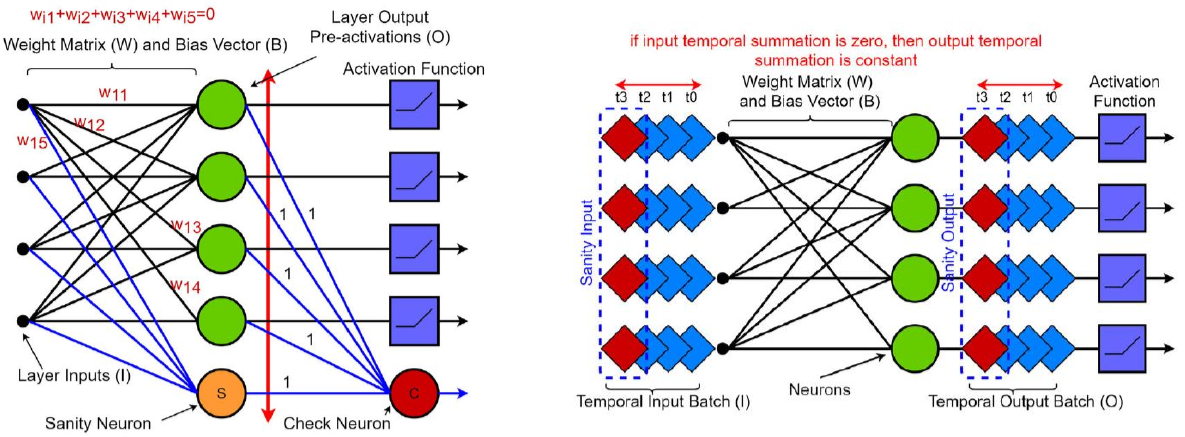 wi1+wi2+wi3+wi4+wi5=0
Weight Matrix (W) and Bias Vector (B)
Layer Output
Pre-activations (O)
Activation Function
w11
w12
w15
w13
w14
1
1
1
1
1
S
C
Layer Inputs (I)
Sanity Neuron
Check Neuron
if input temporal summation is zero, then output temporal
summation is constant
Weight Matrix (W)
and Bias Vector (B)
Activation
Function
t3 t2 t1 t0
t3 t2 t1 t0
Sanity Input
Sanity Output
Neurons
Temporal Input Batch (I)
Temporal Output Batch (O)